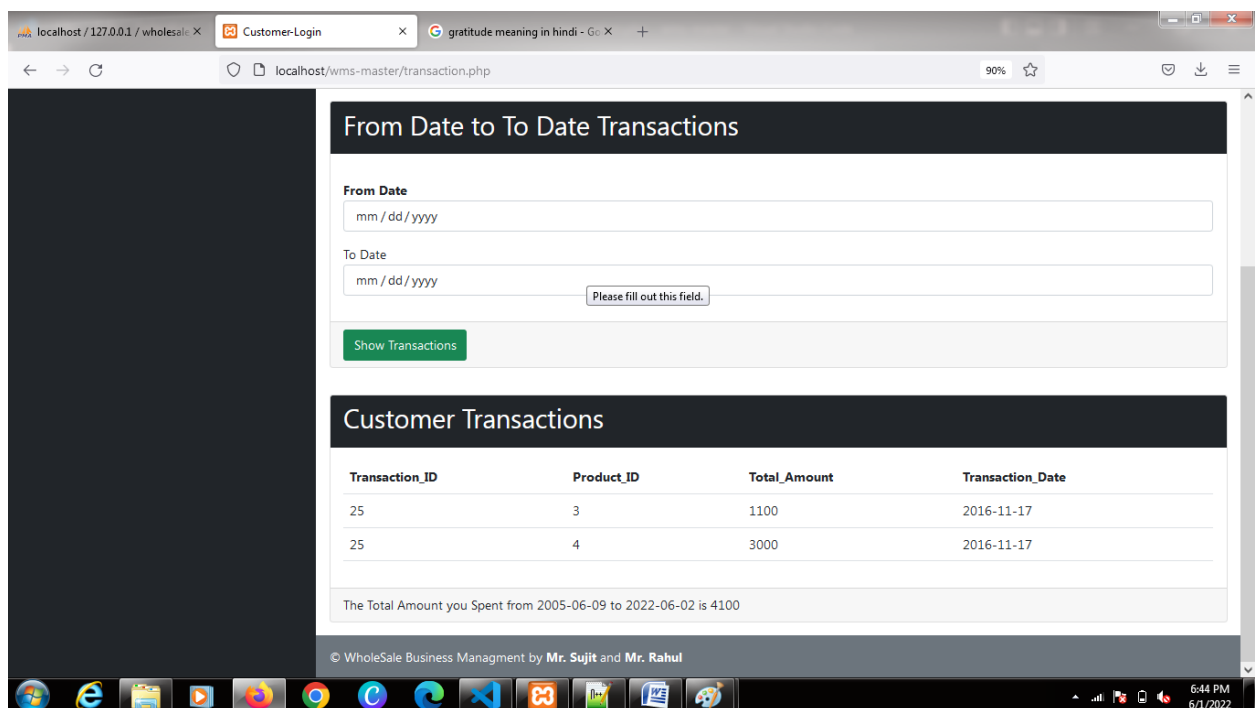 localhost / 127.0.0.1 / wholesale
Customer-Login
gratitude meaning in hindi - Go
localhost/wms-master/transaction.php
90%
From Date to To Date Transactions
From Date
mm / dd / yyyy
To Date
mm / dd / yyyy
Please fill out this field.
Show Transactions
Customer Transactions
Transaction_ID Product_ID Total_Amount Transaction_Date
25 3 1100 2016-11-17
25 4 3000 2016-11-17
The Total Amount you Spent from 2005-06-09 to 2022-06-02 is 4100
© WholeSale Business Managment by Mr. Sujit and Mr. Rahul
6:44 PM
6/1/2022